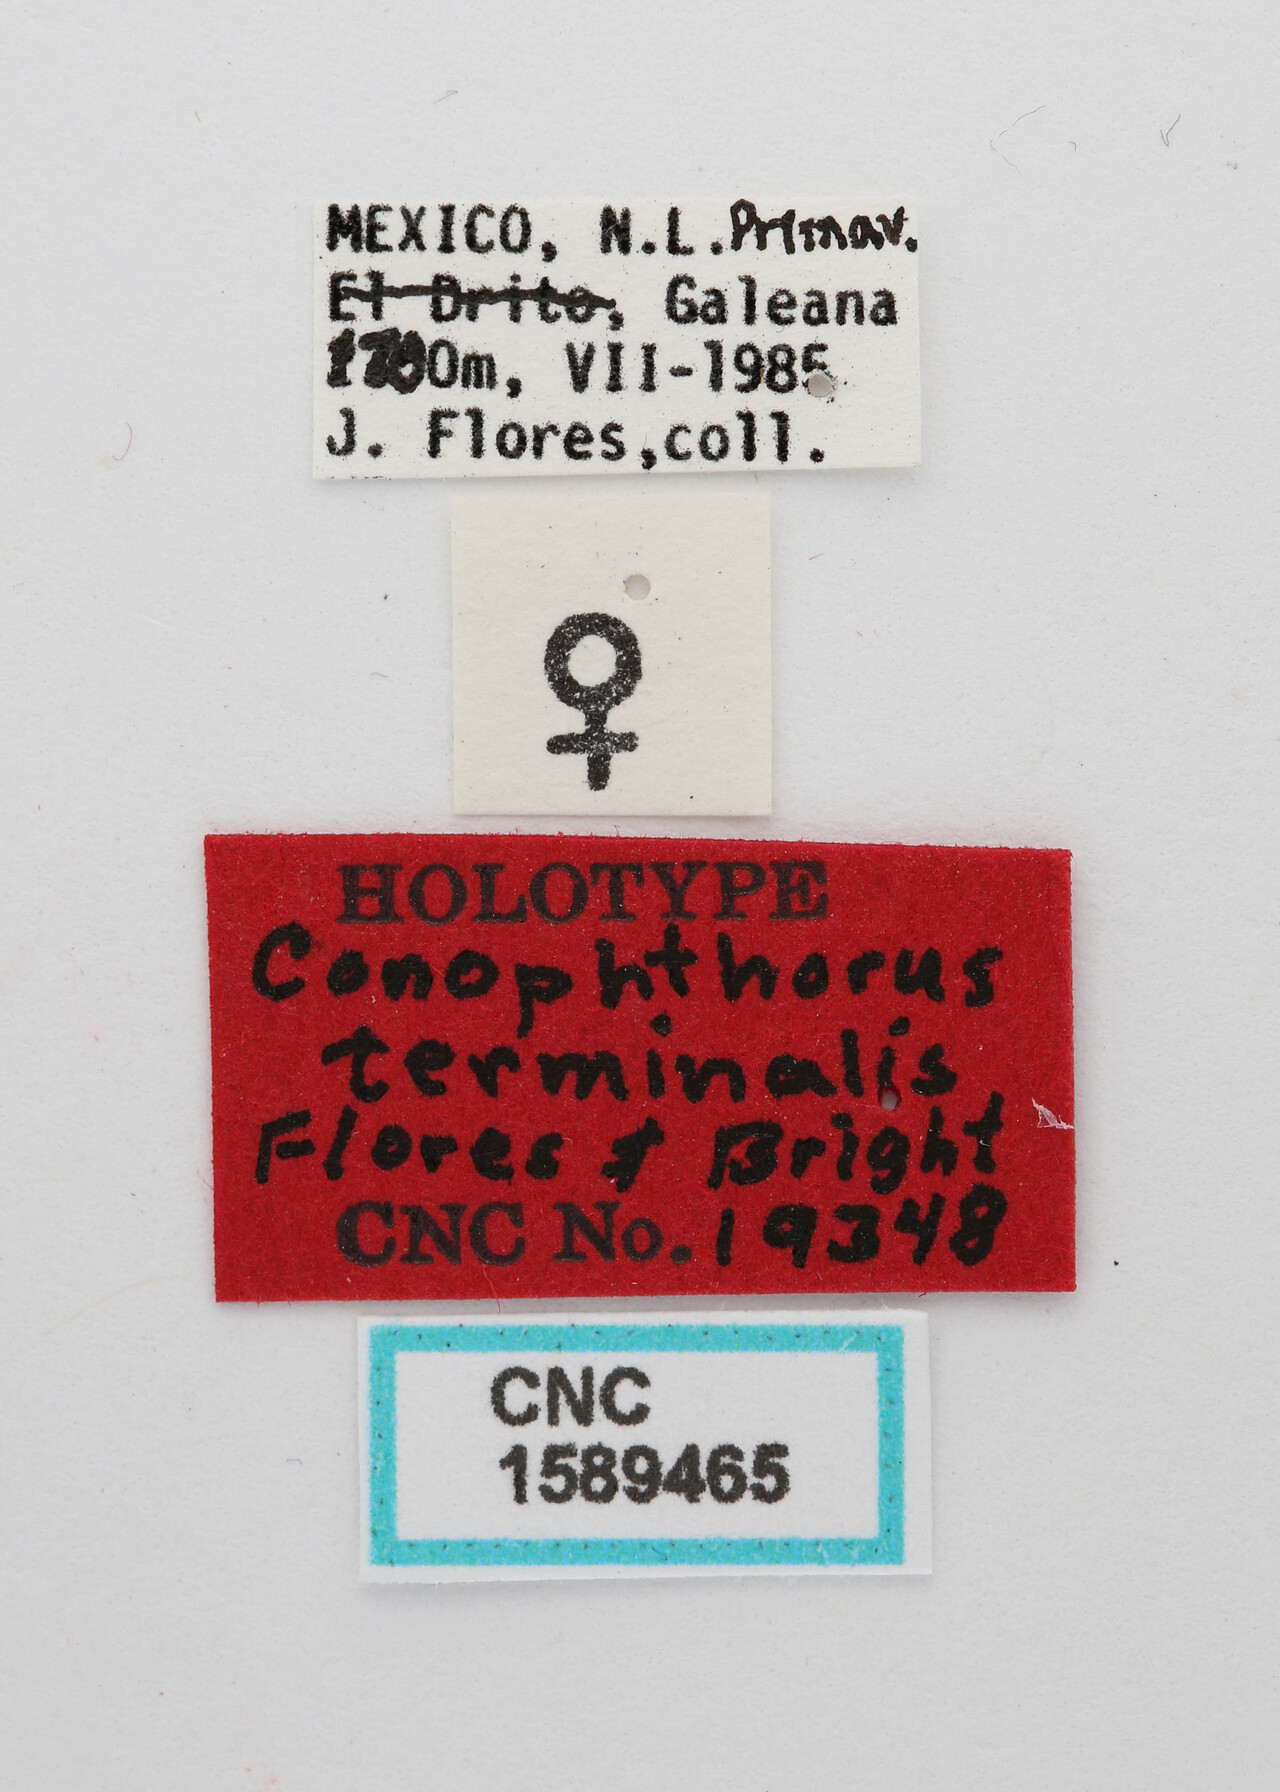 MEXICO, N.L. Primav.
El Brito, Galeana
0m, VII-1985
J. Flores, coll.
♀
HOLOTYPE
Conophthorus
terminalis
Flores & Bright
CNC No. 19348
CNC
1589465